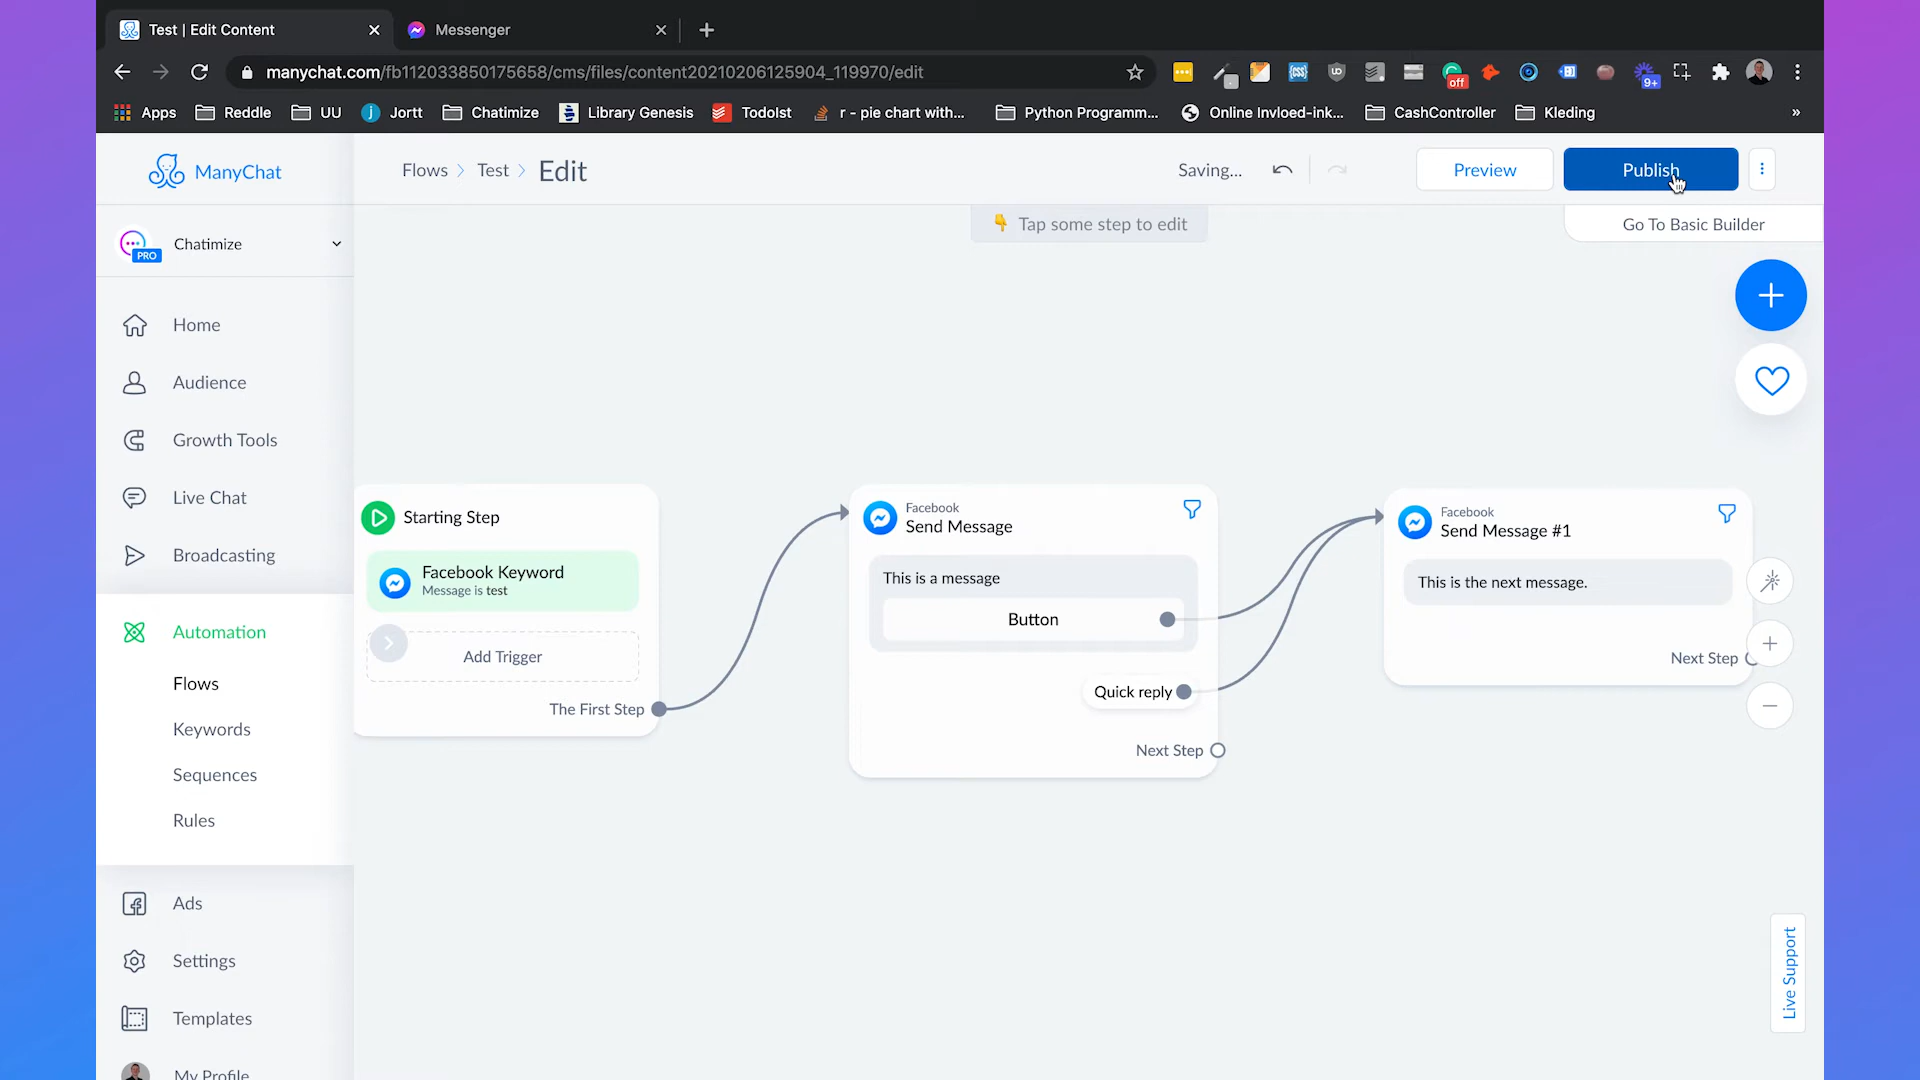 Test | Edit Content
Messenger
manychat.com/fb112033850175658/cms/files/content20210206125904_119970/edit
off
9+
Apps
Reddle
UU
Jortt
Chatimize
Library Genesis
TodoIst
r - pie chart with...
Python Programm...
Online Invloed-ink...
CashController
Kleding
»
ManyChat
Flows > Test > Edit
Saving...
Preview
Publish
Tap some step to edit
Go To Basic Builder
PRO
Chatimize
Home
Audience
Growth Tools
Live Chat
Broadcasting
Automation
Flows
Keywords
Sequences
Rules
Ads
Settings
Templates
My Profile
Starting Step
Facebook Keyword
Message is test
Add Trigger
The First Step
Facebook
Send Message
This is a message
Button
Quick reply
Next Step
Facebook
Send Message #1
This is the next message.
Next Step
Live Support